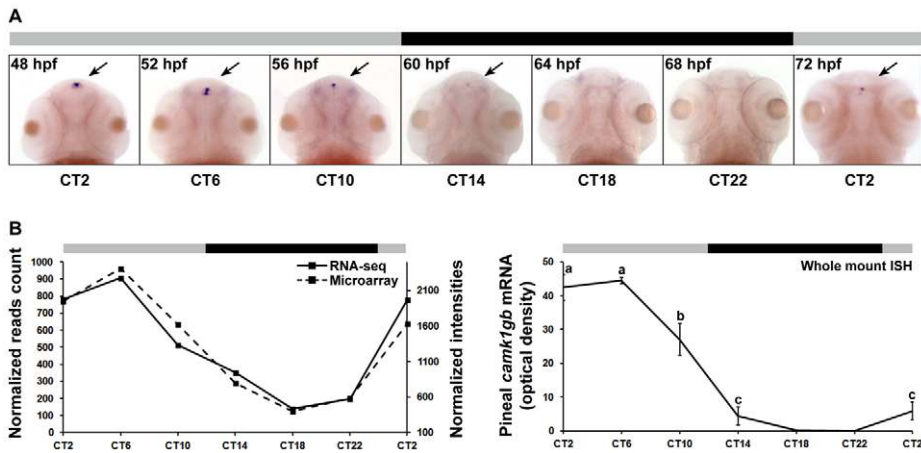 A
48 hpf
52 hpf
56 hpf
60 hpf
64 hpf
68 hpf
72 hpf
CT2
CT6
CT10
CT14
CT18
CT22
CT2
B
Normalized reads count
1000
900
800
700
600
500
400
300
200
100
0
RNA-seq
Microarray
2100
1600
1100
600
100
Normalized intensities
CT2
CT6
CT10
CT14
CT18
CT22
CT2
Pineal camk1gb mRNA
(optical density)
50
40
30
20
10
0
Whole mount ISH
a
a
b
c
c
CT2
CT6
CT10
CT14
CT18
CT22
CT2